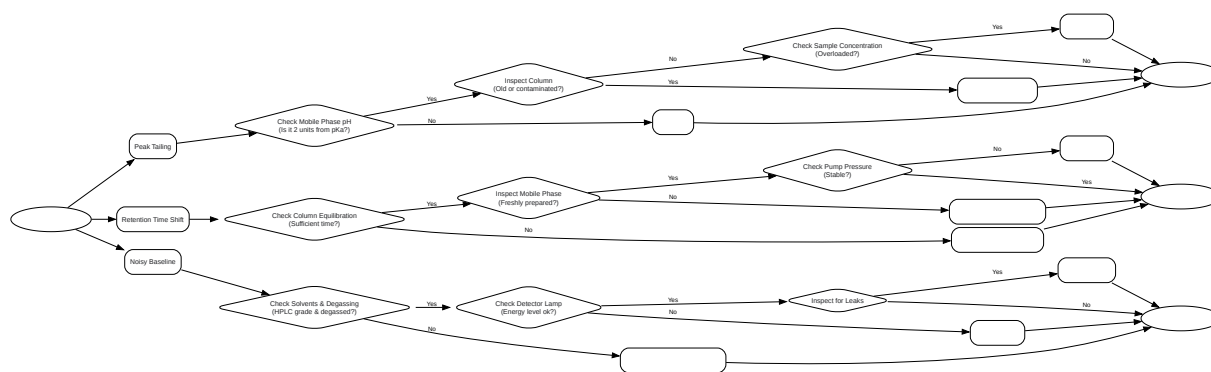 Yes
Check Sample Concentration
(Overloaded?)
No
No
Inspect Column
(Old or contaminated?)
Yes
Yes
Check Mobile Phase pH
(Is it 2 units from pKa?)
No
Peak Tailing
No
Check Pump Pressure
(Stable?)
Yes
Yes
Inspect Mobile Phase
(Freshly prepared?)
No
Yes
Retention Time Shift
Check Column Equilibration
(Sufficient time?)
No
Noisy Baseline
Yes
Inspect for Leaks
No
Yes
Check Detector Lamp
(Energy level ok?)
No
Yes
Check Solvents & Degassing
(HPLC grade & degassed?)
No